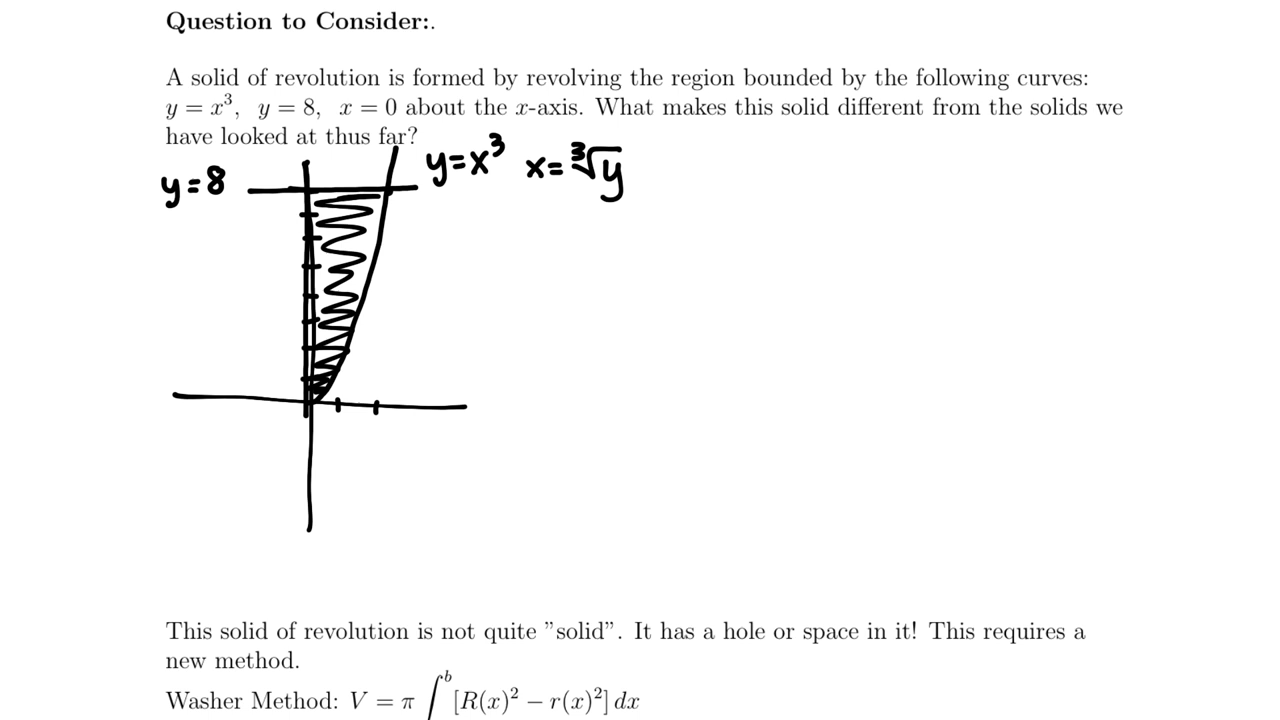 Question to Consider:.
A solid of revolution is formed by revolving the region bounded by the following curves:
y = x³, y = 8, x = 0 about the x-axis. What makes this solid different from the solids we
have looked at thus far?
y=8
y=x³ x=∛y
This solid of revolution is not quite ”solid”. It has a hole or space in it! This requires a
new method.
Washer Method: V = π ∫ᵇ [R(x)² − r(x)²] dx